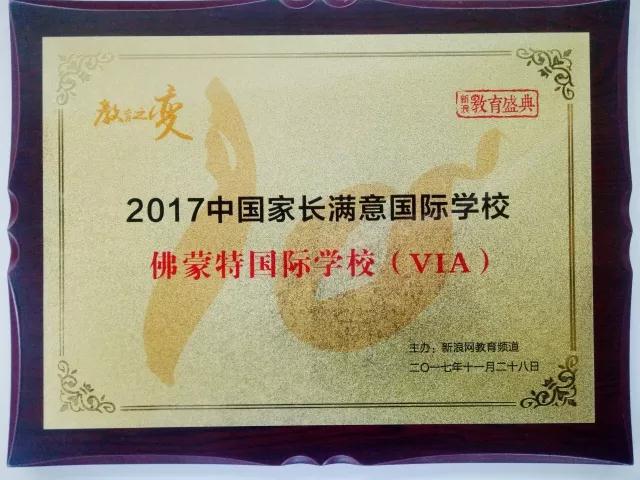 教育之变
新浪教育盛典
2017中国家长满意国际学校
佛蒙特国际学校（VIA）
主办：新浪网教育频道
二〇一七年十一月二十八日